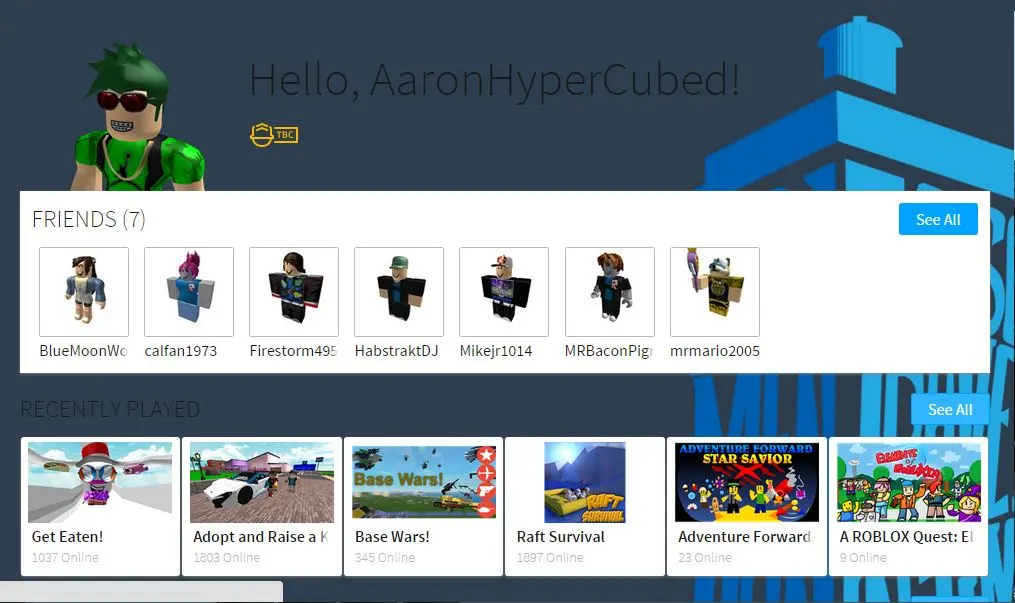 Hello, AaronHyperCubed!
TBC
FRIENDS (7)
See All
BlueMoonWo
calfan1973
Firestorm495
HabstraktDJ
Mikejr1014
MRBaconPig
mrmario2005
RECENTLY PLAYED
See All
Base Wars!
RAFT
SURVIVAL
ADVENTURE FORWARD
STAR SAVIOR
Elements of
Get Eaten!
1037 Online
Adopt and Raise a K
1803 Online
Base Wars!
345 Online
Raft Survival
1897 Online
Adventure Forward
23 Online
A ROBLOX Quest: El
9 Online